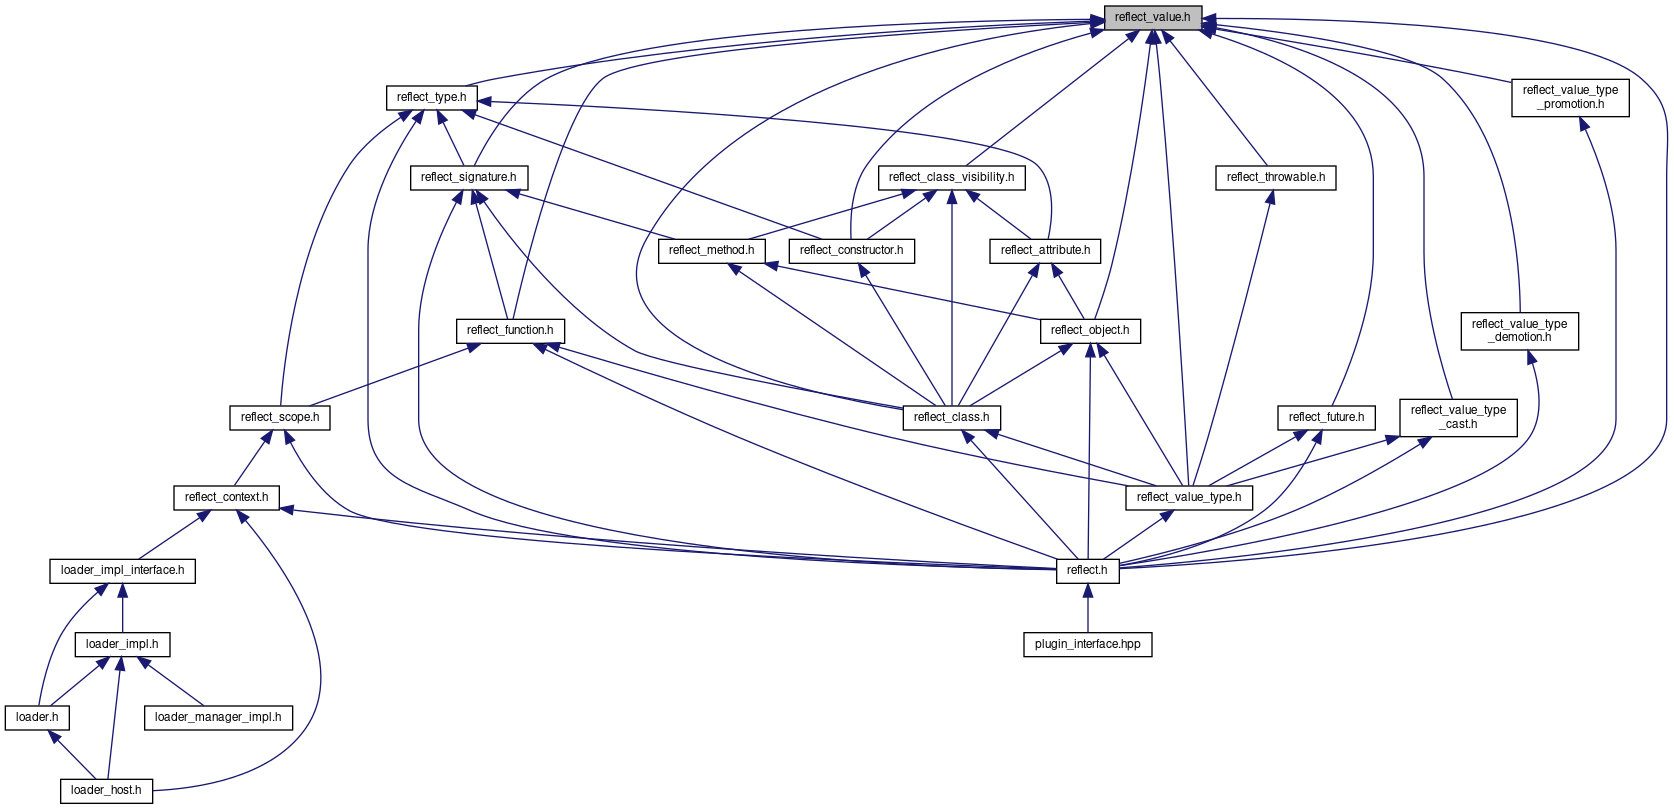 reflect_value.h
reflect_type.h
reflect_value_type
_promotion.h
reflect_signature.h
reflect_class_visibility.h
reflect_throwable.h
reflect_method.h
reflect_constructor.h
reflect_attribute.h
reflect_function.h
reflect_object.h
reflect_value_type
_demotion.h
reflect_scope.h
reflect_class.h
reflect_future.h
reflect_value_type
_cast.h
reflect_context.h
reflect_value_type.h
loader_impl_interface.h
reflect.h
loader_impl.h
plugin_interface.hpp
loader.h
loader_manager_impl.h
loader_host.h